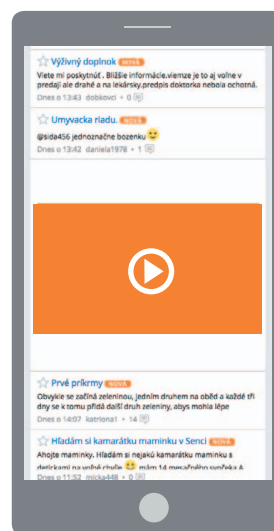 Výživný doplnok NOVÁ
Viete mi poskytnúť . Bližšie informácie.viemze je to aj volne v
predaji ale drahé a na lekársky.predpis doktorka nebola ochotná.
Dnes o 13:43 dobkovci • 0
Umyvacka riadu. NOVÁ
@sida456 jednoznačne bozenku
Dnes o 13:42 daniela1978 • 1
Prvé príkrmy NOVÁ
Obvykle se začíná zeleninou, jedním druhem na oběd a každé tři
dny se k tomu přidá další druh zeleniny, abys mohla lépe
Dnes o 14:07 katriona1 • 14
Hľadám si kamarátku maminku v Senci NOVÁ
Ahojte maminky. Hľadám si nejakú kamarátku maminku s
detickami na voľné chvíle mám 14 mesačného synčeka A
Dnes o 11:52 micka448 • 0